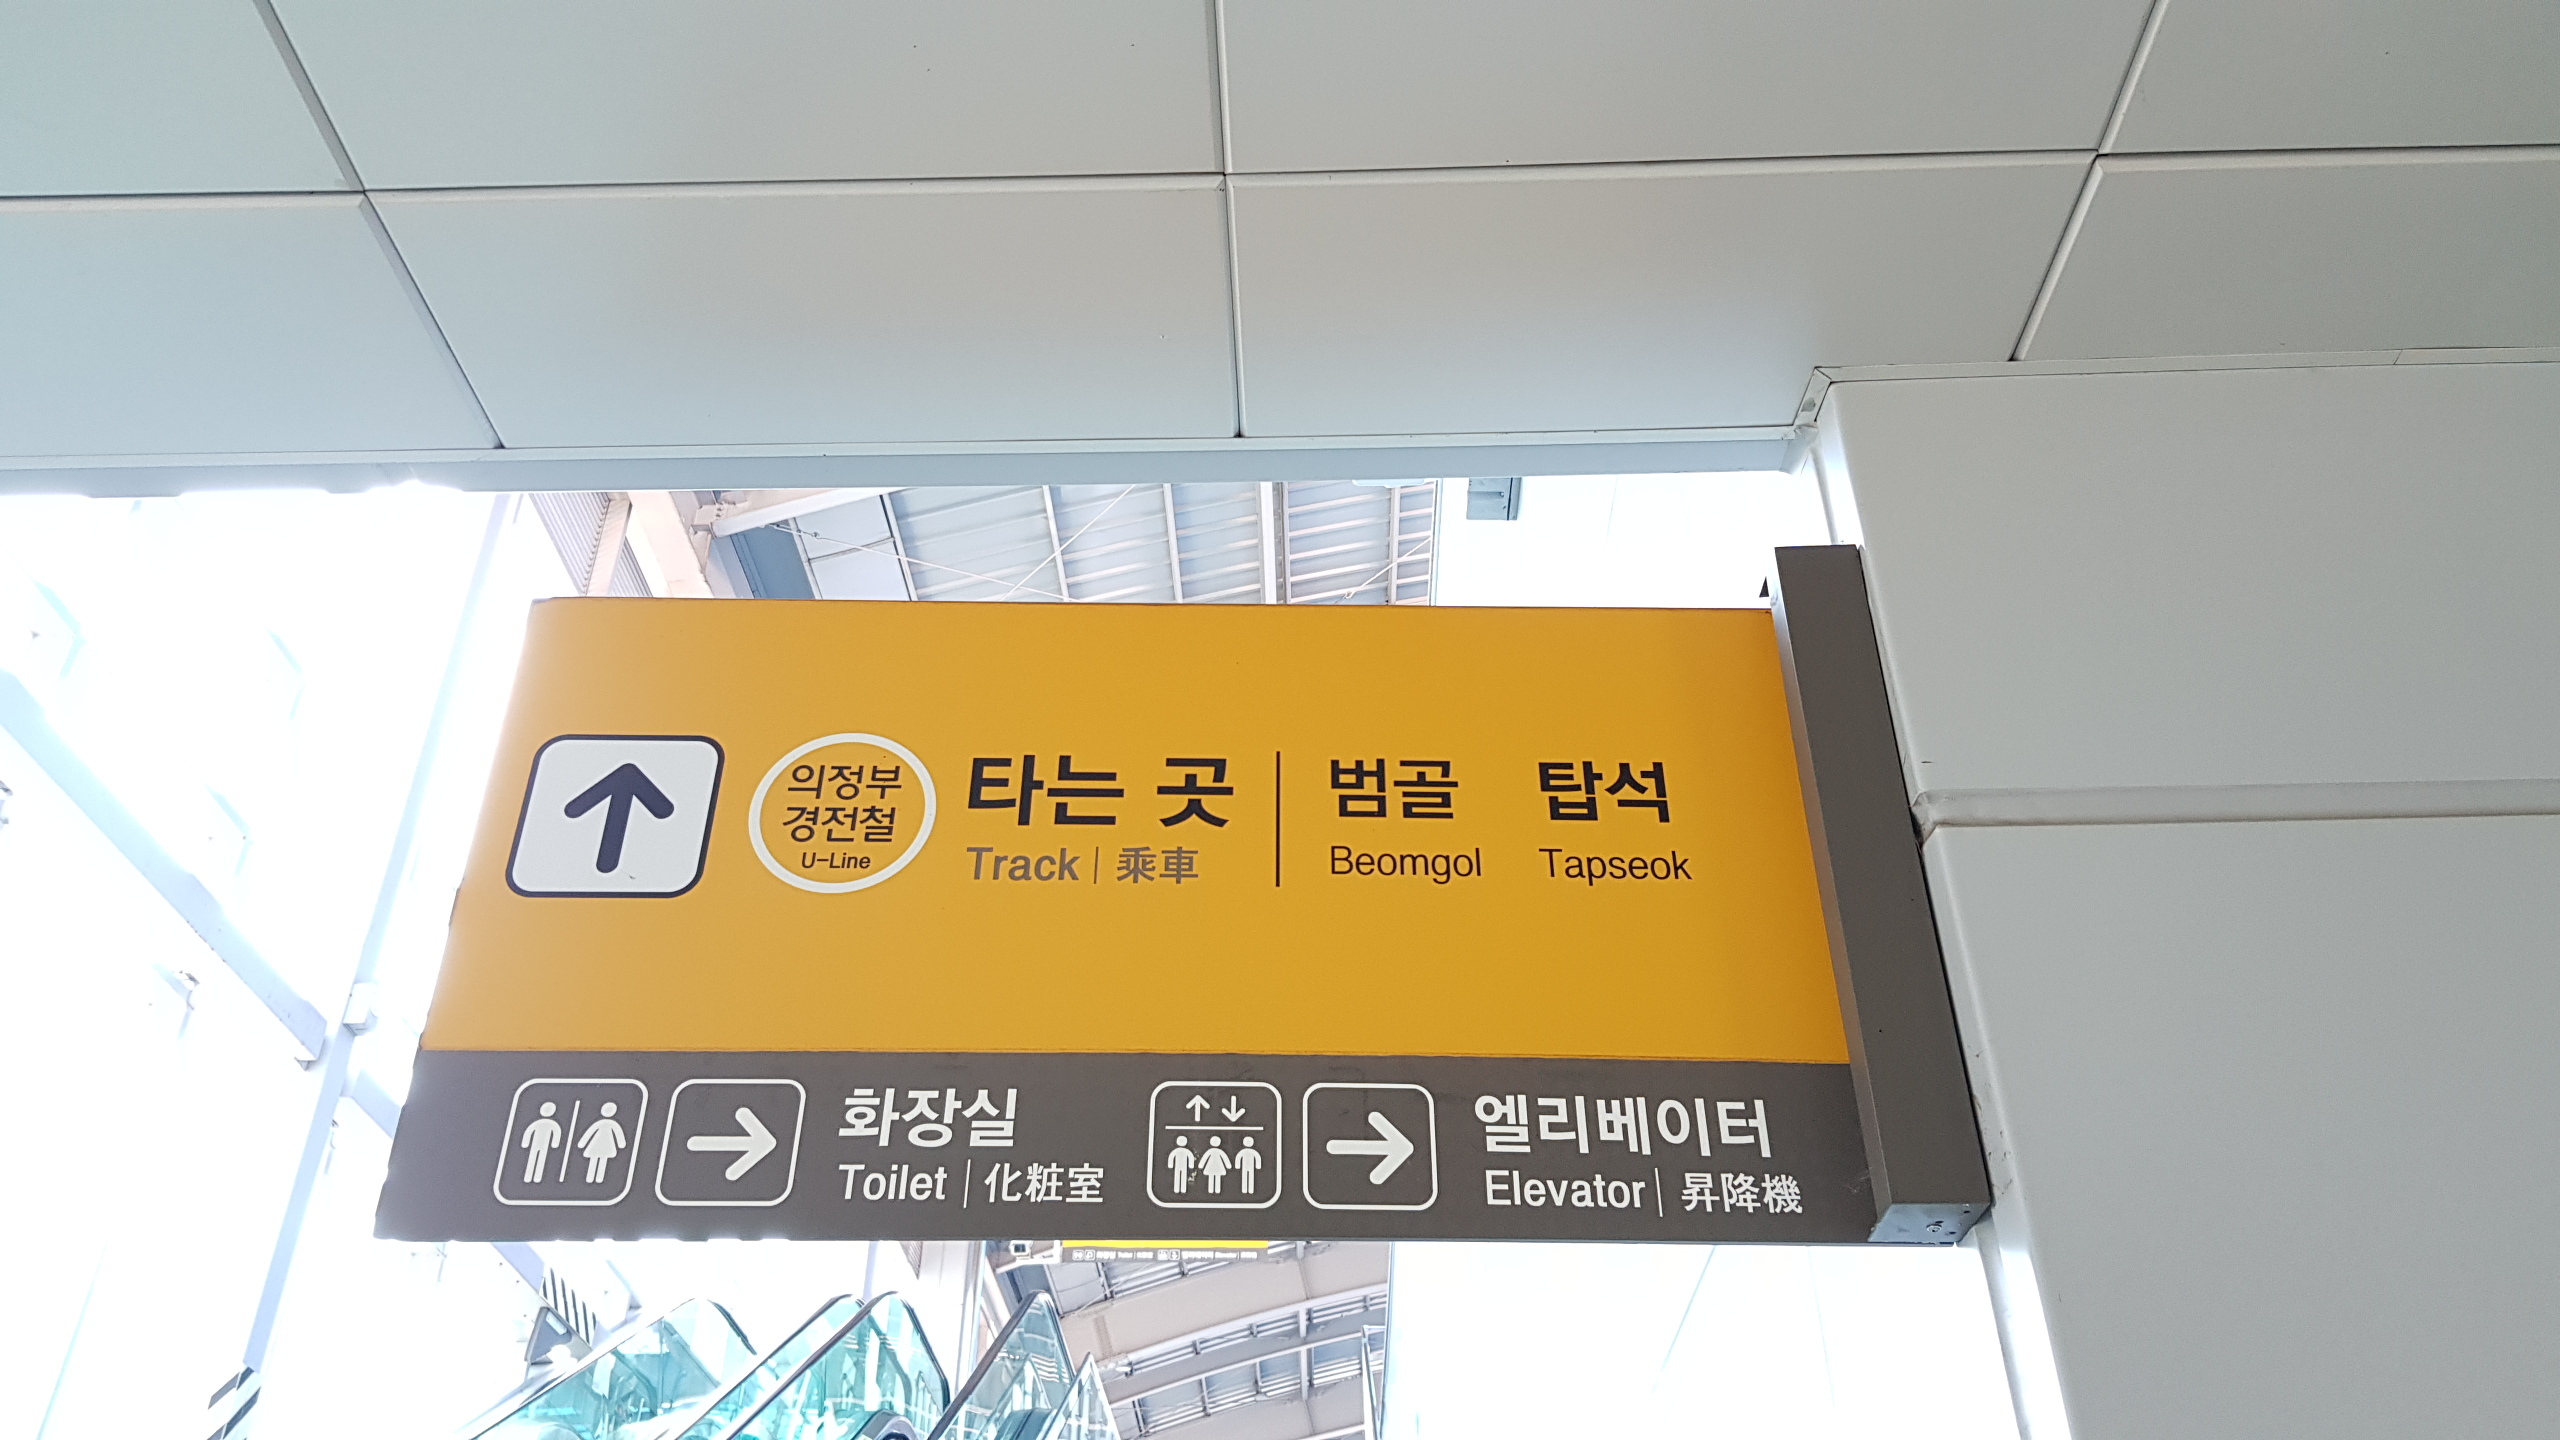 의정부
경전철
U-Line
타는 곳
Track | 乘車
범골
Beomgol
탑석
Tapseok
화장실
Toilet | 化粧室
엘리베이터
Elevator | 昇降機